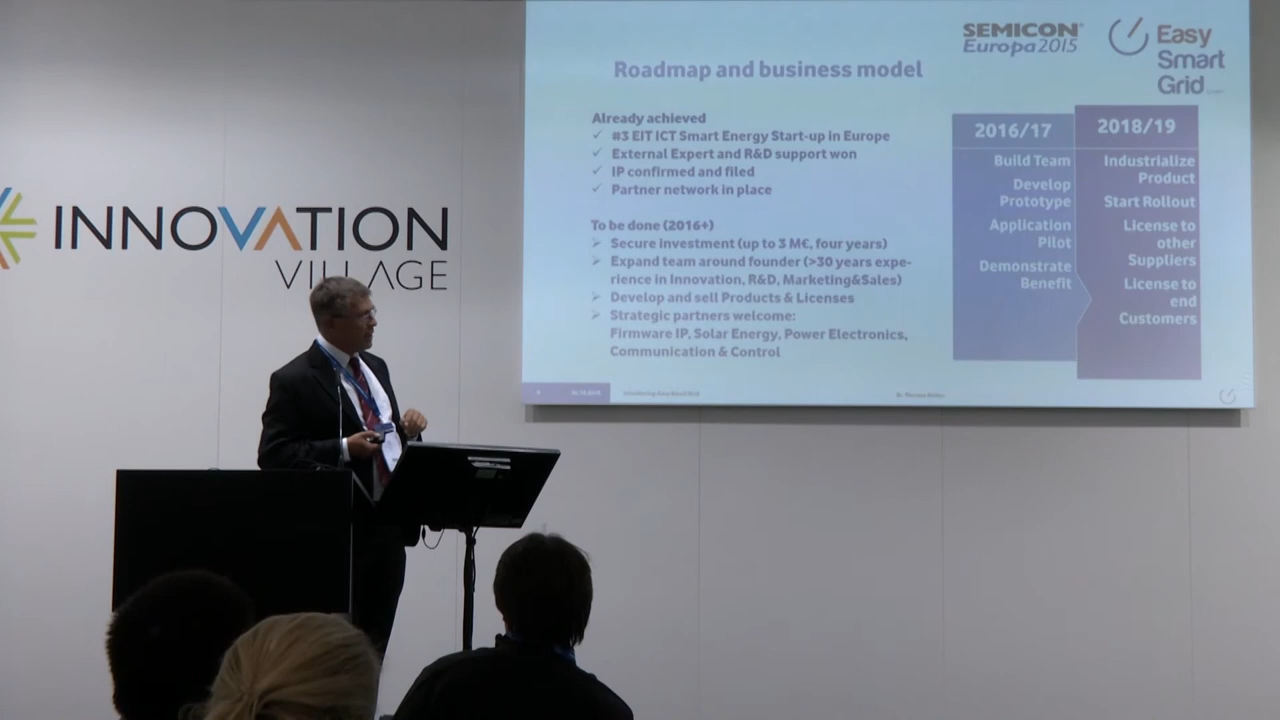 INNOVATION
VILLAGE
SEMICON
Europa2015
Easy
Smart
Grid
Roadmap and business model
Already achieved
✓ #3 EIT ICT Smart Energy Start-up in Europe
✓ External Expert and R&D support won
✓ IP confirmed and filed
✓ Partner network in place
To be done (2016+)
➢ Secure investment (up to 3 M€, four years)
➢ Expand team around founder (>30 years expe-
rience in Innovation, R&D, Marketing&Sales)
➢ Develop and sell Products & Licenses
➢ Strategic partners welcome:
Firmware IP, Solar Energy, Power Electronics,
Communication & Control
2016/17
Build Team
Develop
Prototype
Application
Pilot
Demonstrate
Benefit
2018/19
Industrialize
Product
Start Rollout
License to
other
Suppliers
License to
end
Customers